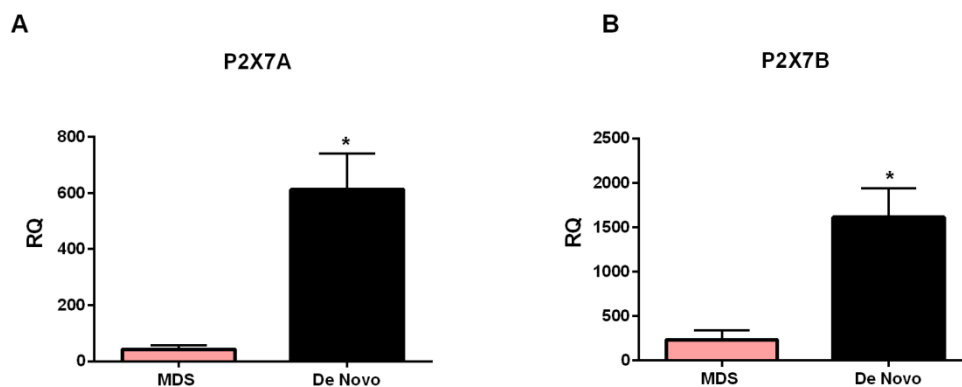 A
P2X7A
RQ
800
600
400
200
0
*
MDS
De Novo
B
P2X7B
RQ
2500
2000
1500
1000
500
0
*
MDS
De Novo